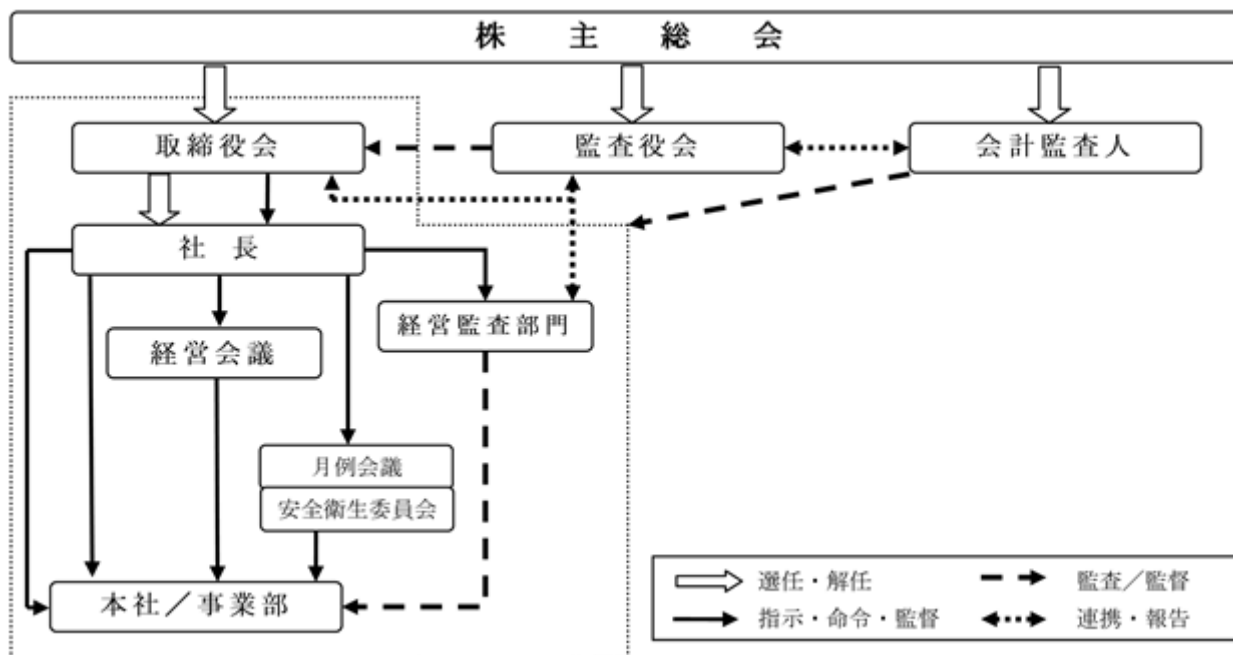 株主総会
取締役会
監査役会
会計監査人
社長
経営監査部門
経営会議
月例会議
安全衛生委員会
本社／事業部
選任・解任
監査／監督
指示・命令・監督
連携・報告